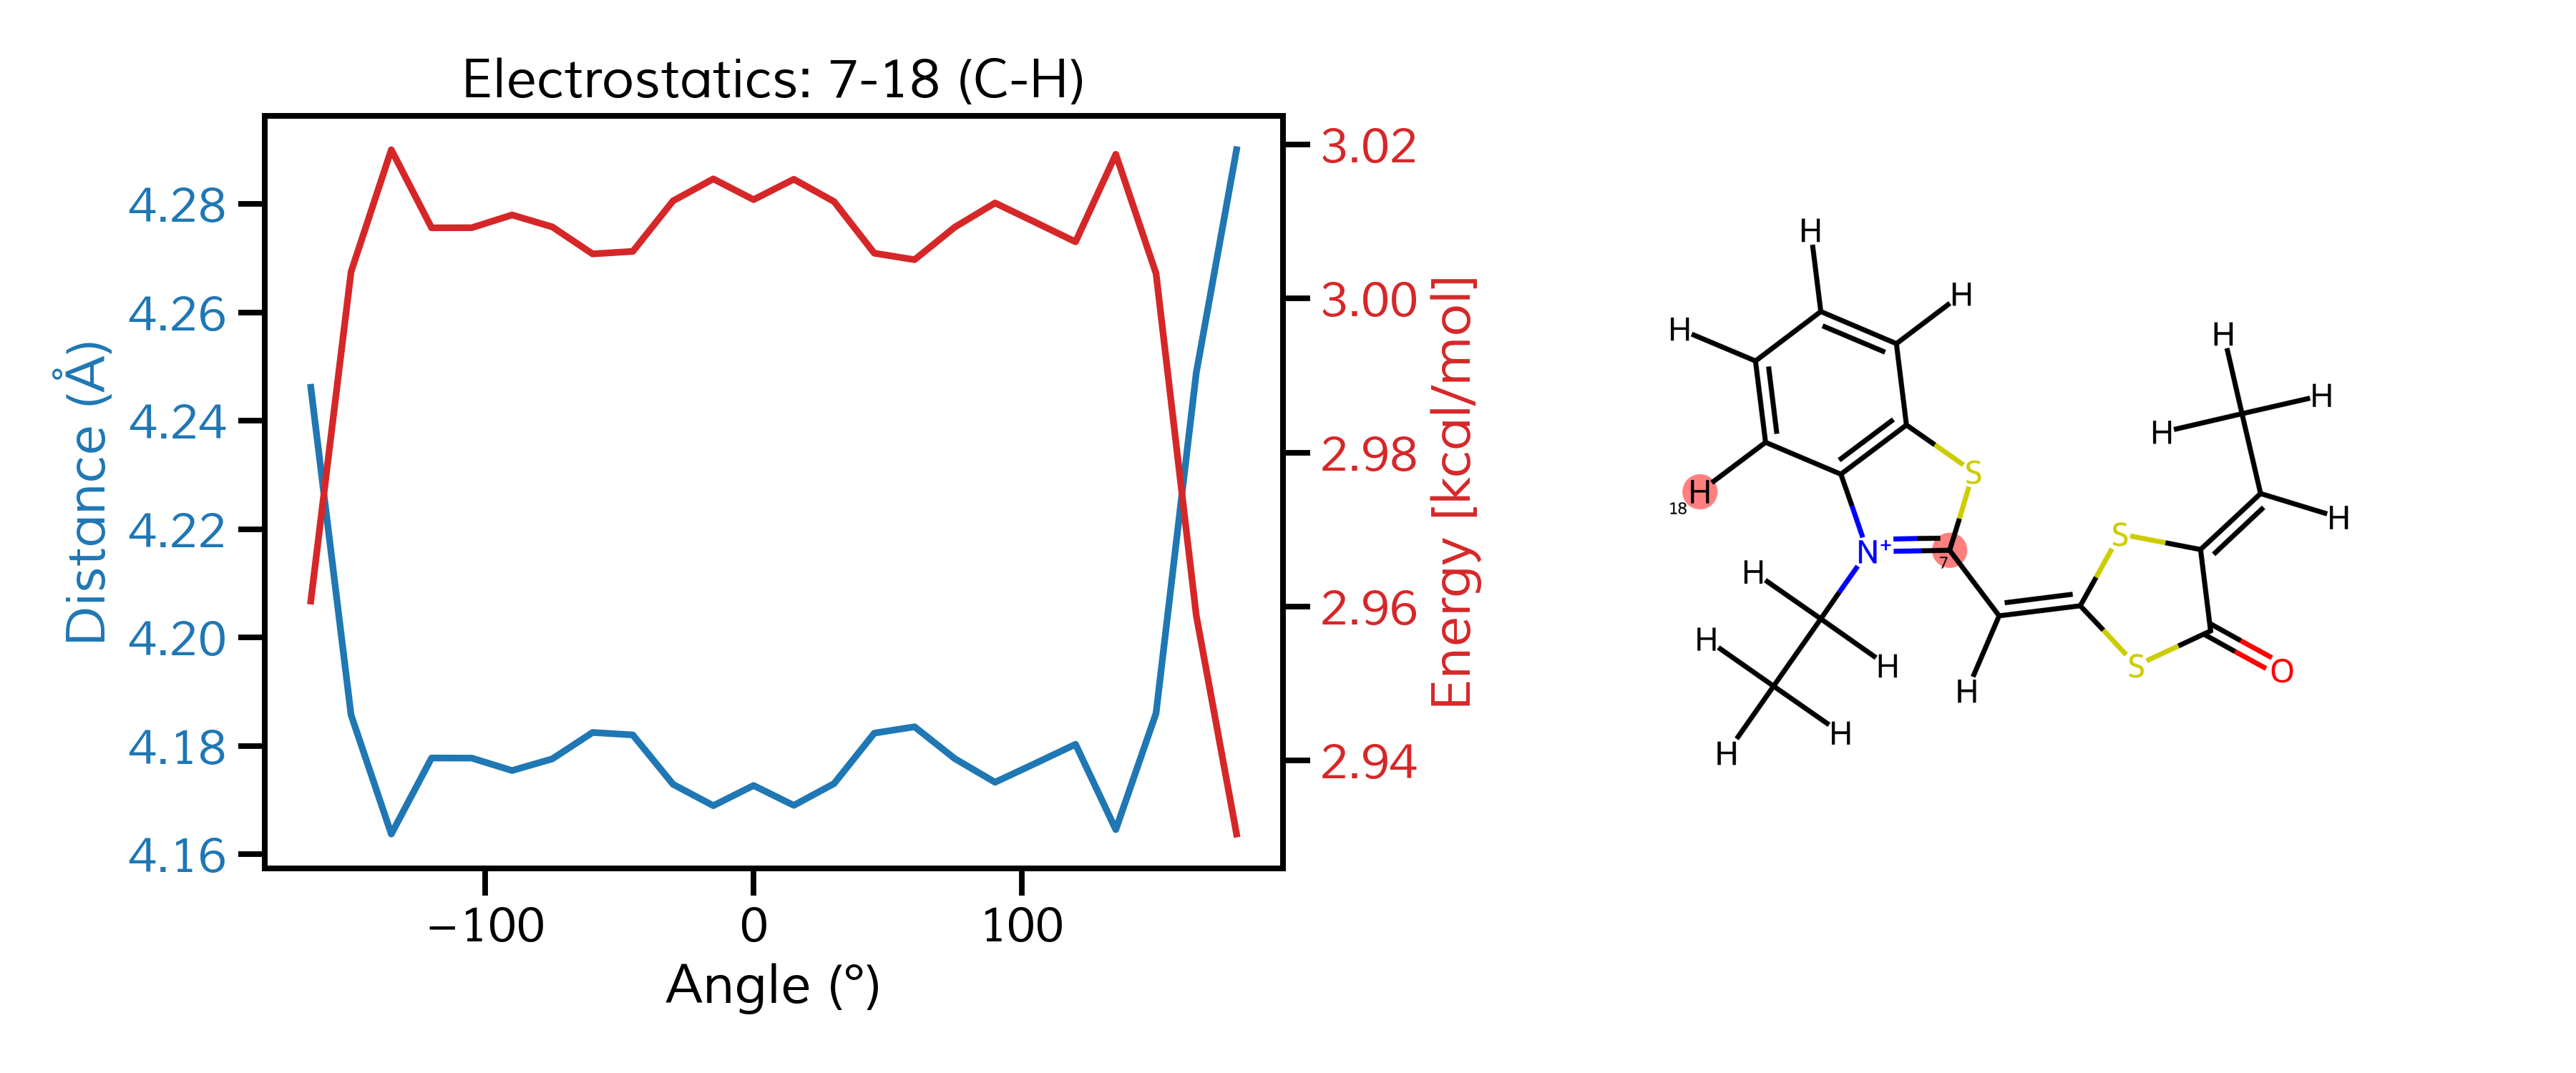 Electrostatics: 7-18 (C-H)
Distance (Å)
4.28
4.26
4.24
4.22
4.20
4.18
4.16
3.02
3.00
2.98
2.96
2.94
Energy [kcal/mol]
−100
0
100
Angle (°)
H
H
H
H
18
S
N+
7
H
H
H
H
H
H
H
H
H
H
H
S
S
O